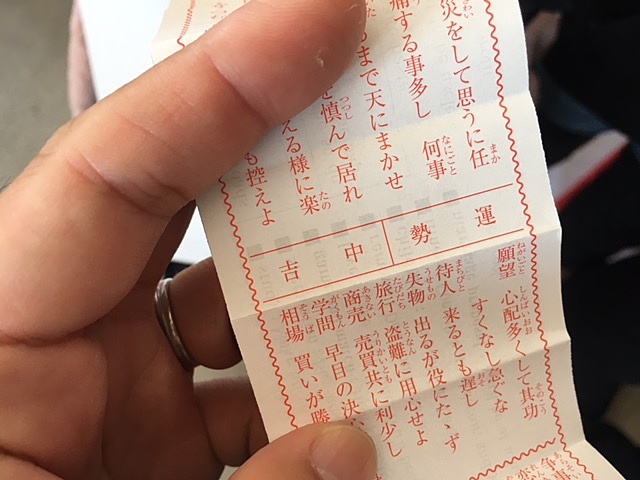 災をして思うに任
痛する事多し 何事
まで天にまかせ
慎んで居れ
える様に楽
も控えよ
運勢
中吉
願望 心配多くして其功
すくなし急くな
待人 来るとも遅し
失物 出るが役にたゝず
旅行 盗難に用心せよ
商売 売買共に利少し
学問 早目の決
相場 買いが勝
争事